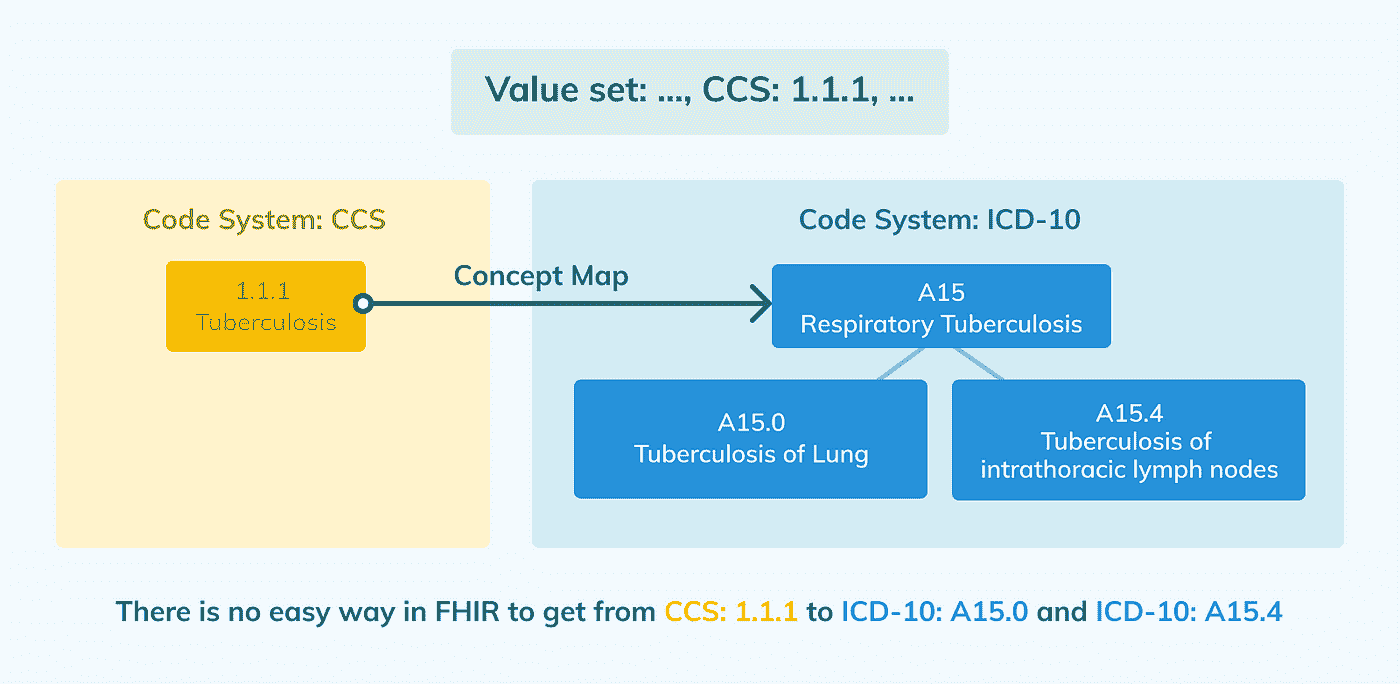 Value set: ..., CCS: 1.1.1, ...
Code System: CCS
1.1.1
Tuberculosis
Concept Map
Code System: ICD-10
A15
Respiratory Tuberculosis
A15.0
Tuberculosis of Lung
A15.4
Tuberculosis of
intrathoracic lymph nodes
There is no easy way in FHIR to get from CCS: 1.1.1 to ICD-10: A15.0 and ICD-10: A15.4